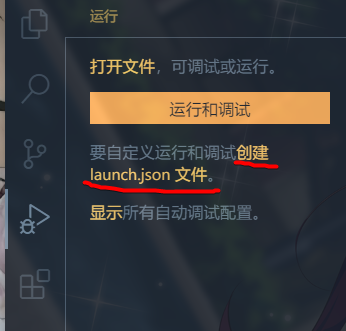 运行
打开文件，可调试或运行。
运行和调试
要自定义运行和调试创建
launch.json 文件。
显示所有自动调试配置。